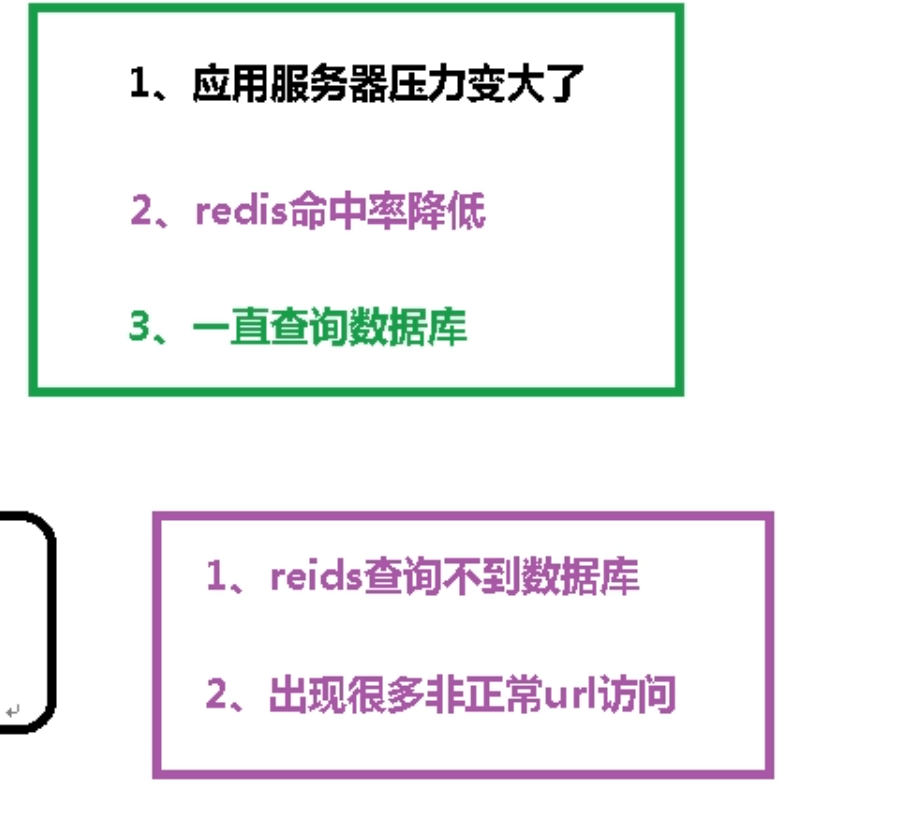 1、应用服务器压力变大了
2、redis命中率降低
3、一直查询数据库
1、reids查询不到数据库
2、出现很多非正常url访问